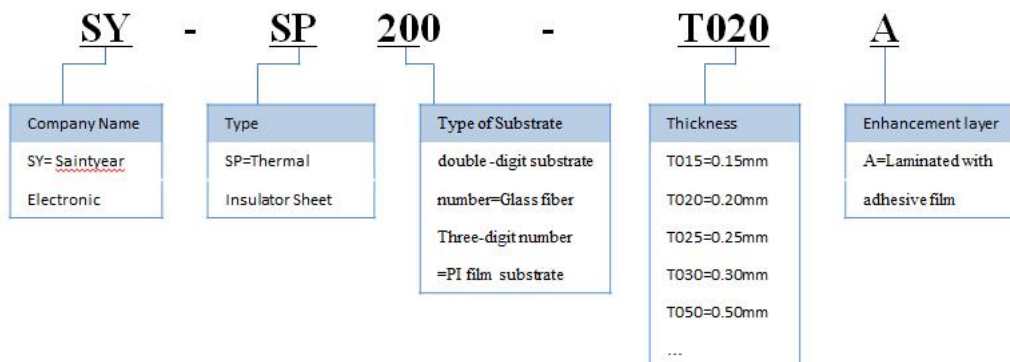 SY - SP 200 - T020 A
Company Name
SY= Saintyear
Electronic
Type
SP=Thermal
Insulator Sheet
Type of Substrate
double -digit substrate
number=Glass fiber
Three-digit number
=PI film substrate
Thickness
T015=0.15mm
T020=0.20mm
T025=0.25mm
T030=0.30mm
T050=0.50mm
...
Enhancement layer
A=Laminated with
adhesive film